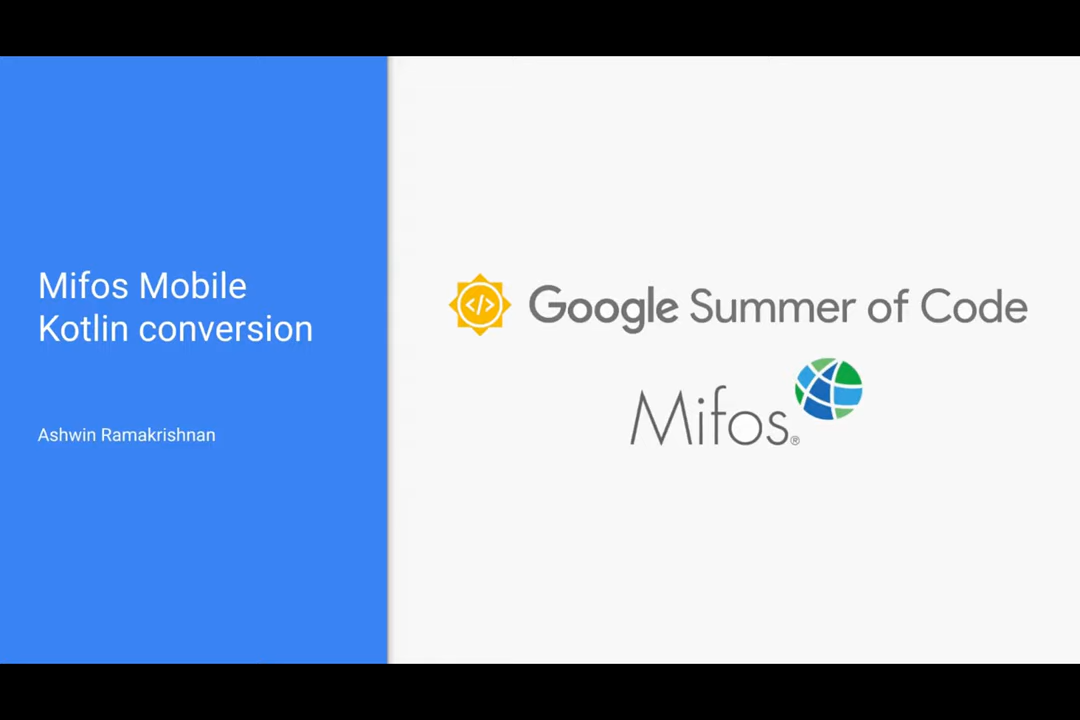 Mifos Mobile
Kotlin conversion
Ashwin Ramakrishnan
</> Google Summer of Code
Mifos®